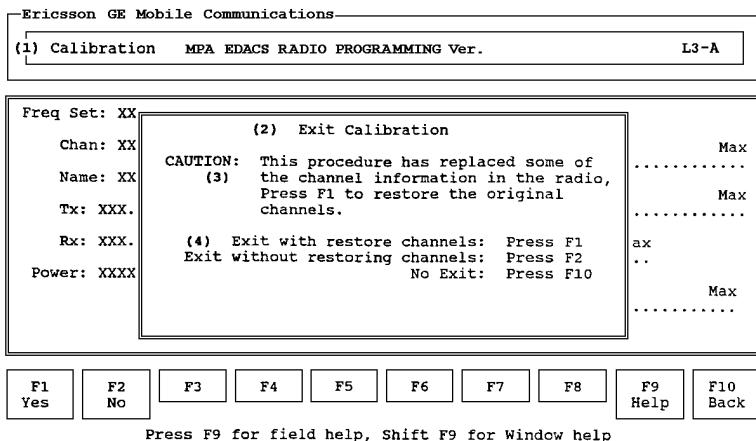 Ericsson GE Mobile Communications
(1) Calibration MPA EDACS RADIO PROGRAMMING Ver. L3-A
Freq Set: XX
(2) Exit Calibration
Chan: XX
Max
CAUTION: This procedure has replaced some of
............
Name: XX
(3) the channel information in the radio,
Press F1 to restore the original
Max
Tx: XXX.
channels.
............
Rx: XXX.
(4) Exit with restore channels: Press F1
ax
Exit without restoring channels: Press F2
..
Power: XXXX
No Exit: Press F10
Max
...........
F1 F2 F3 F4 F5 F6 F7 F8 F9 F10
Yes No Help Back
Press F9 for field help, Shift F9 for Window help